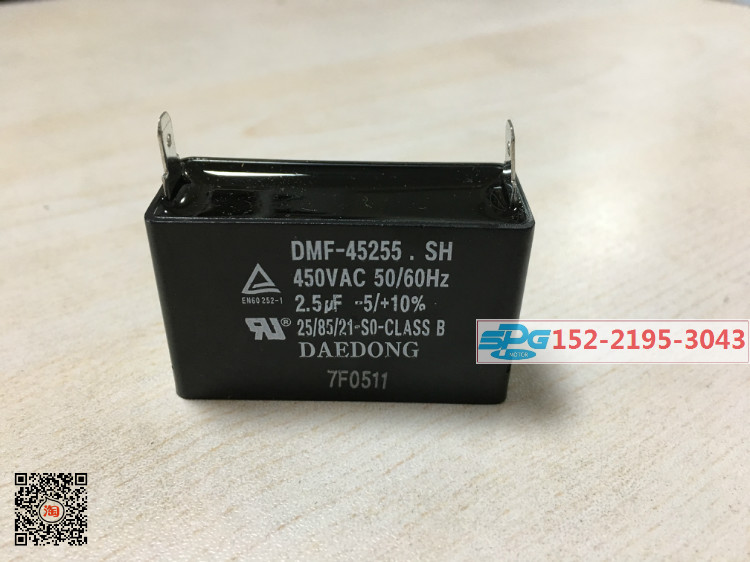 DMF-45255 . SH
450VAC 50/60Hz
EN60252-1
2.5µF -5/+10%
25/85/21-S0-CLASS B
DAEDONG
7F0511
SPG
MOTOR
152-2195-3043
淘